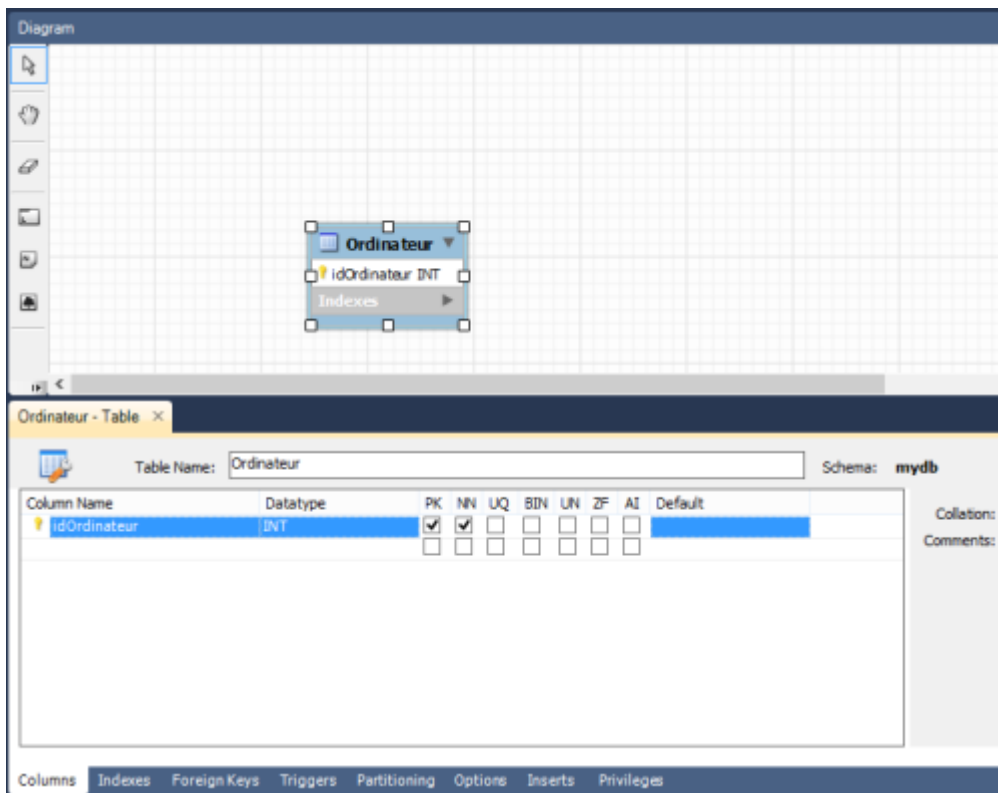 Diagram
Ordinateur
idOrdinateur INT
Indexes
Ordinateur - Table
Table Name: Ordinateur Schema: mydb
Column Name Datatype PK NN UQ BIN UN ZF AI Default
idOrdinateur INT
Collation:
Comments:
Columns Indexes Foreign Keys Triggers Partitioning Options Inserts Privileges